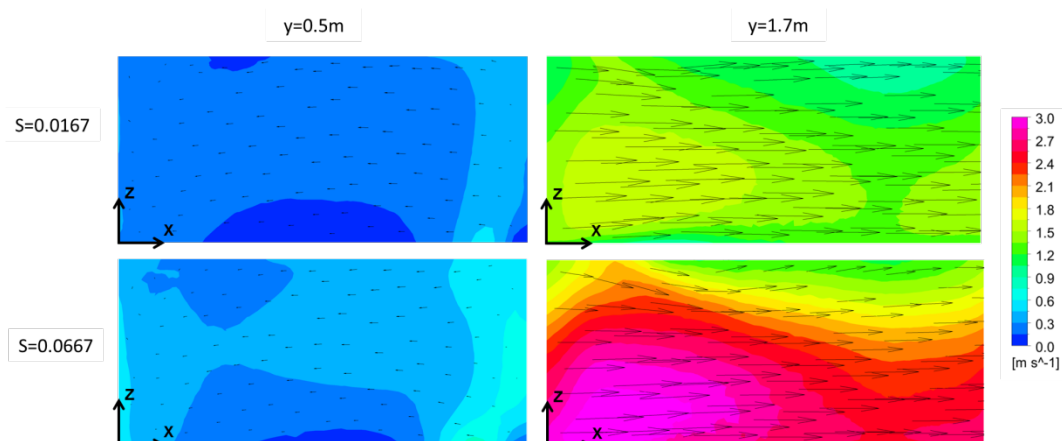 y=0.5m
y=1.7m
S=0.0167
Z
X
Z
X
3.0
2.7
2.4
2.1
1.8
1.5
1.2
0.9
0.6
0.3
0.0
[m s^-1]
S=0.0667
Z
X
Z
X